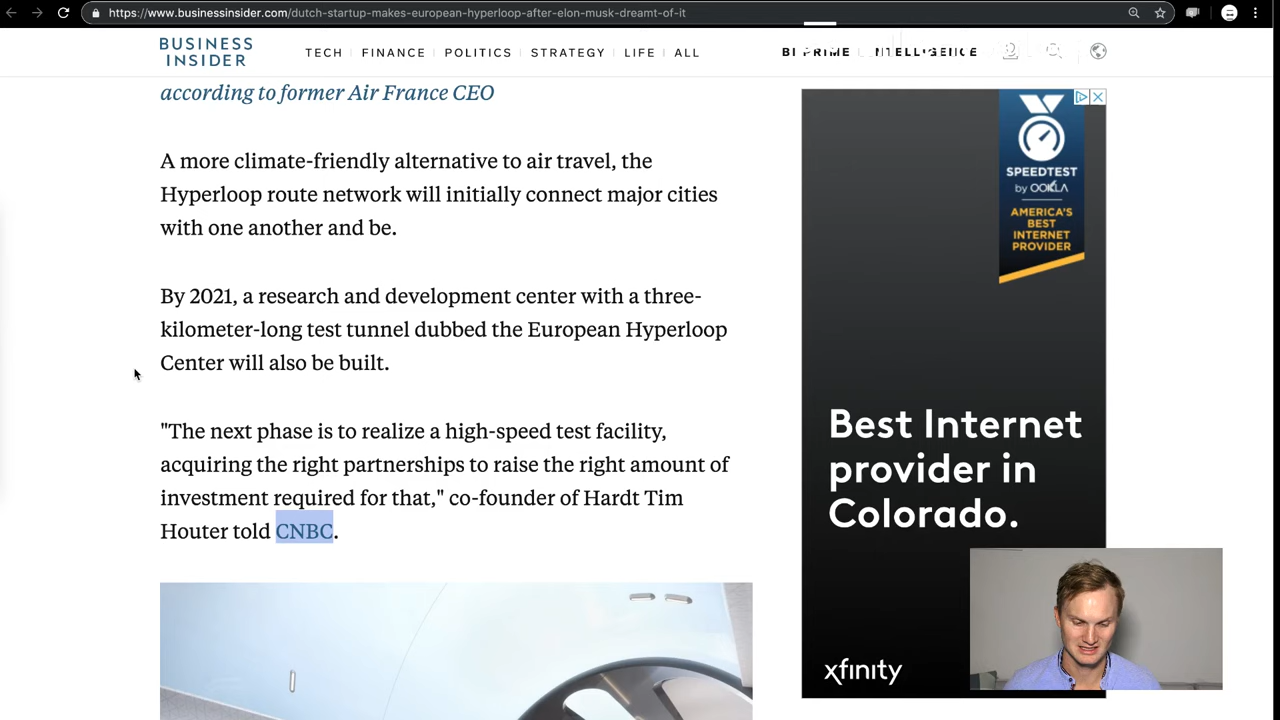 https://www.businessinsider.com/dutch-startup-makes-european-hyperloop-after-elon-musk-dreamt-of-it
BUSINESS
INSIDER
TECH FINANCE POLITICS STRATEGY LIFE ALL
BI PRIME INTELLIGENCE
according to former Air France CEO
A more climate-friendly alternative to air travel, the
Hyperloop route network will initially connect major cities
with one another and be.
By 2021, a research and development center with a three-
kilometer-long test tunnel dubbed the European Hyperloop
Center will also be built.
"The next phase is to realize a high-speed test facility,
acquiring the right partnerships to raise the right amount of
investment required for that," co-founder of Hardt Tim
Houter told CNBC.
SPEEDTEST
by OOKLA
AMERICA'S
BEST
INTERNET
PROVIDER
Best Internet
provider in
Colorado.
xfinity